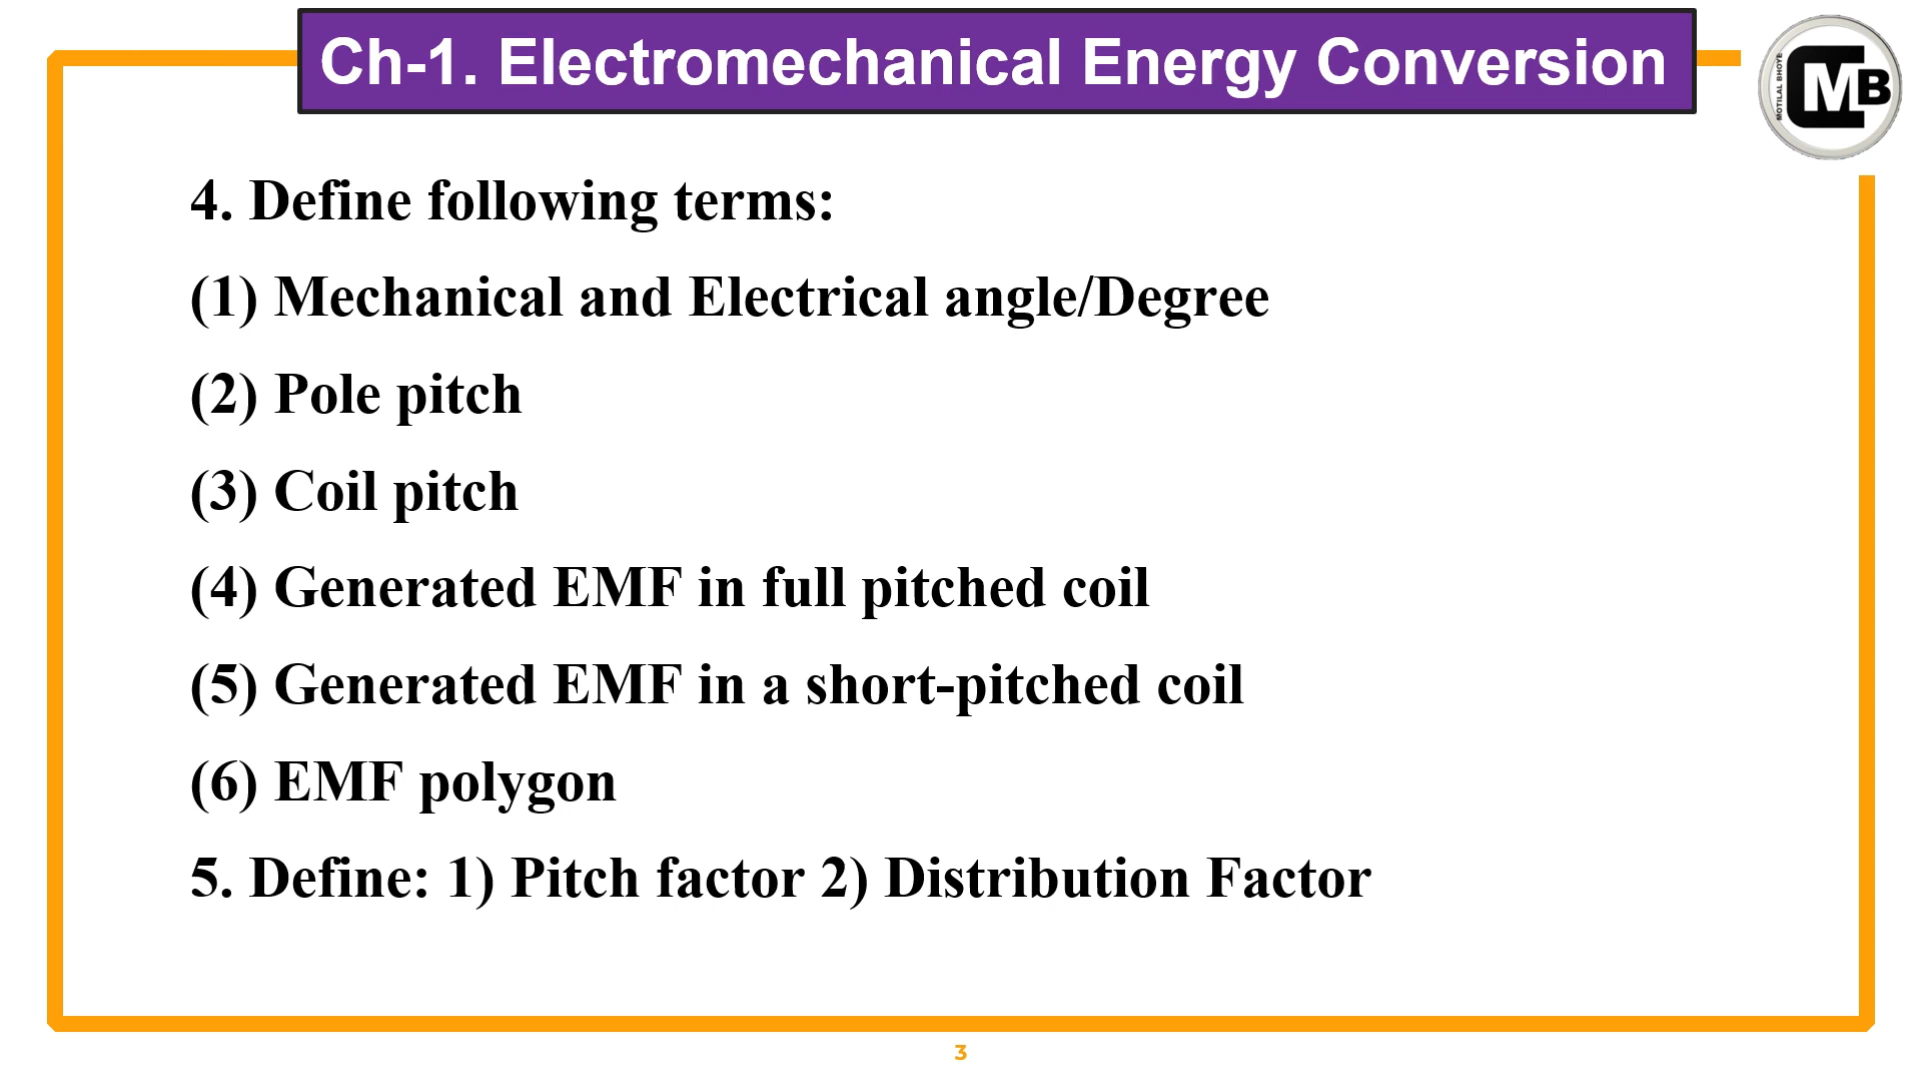 Ch-1. Electromechanical Energy Conversion
MOTILAL BHOYE
MB
4. Define following terms:
(1) Mechanical and Electrical angle/Degree
(2) Pole pitch
(3) Coil pitch
(4) Generated EMF in full pitched coil
(5) Generated EMF in a short-pitched coil
(6) EMF polygon
5. Define: 1) Pitch factor 2) Distribution Factor
3